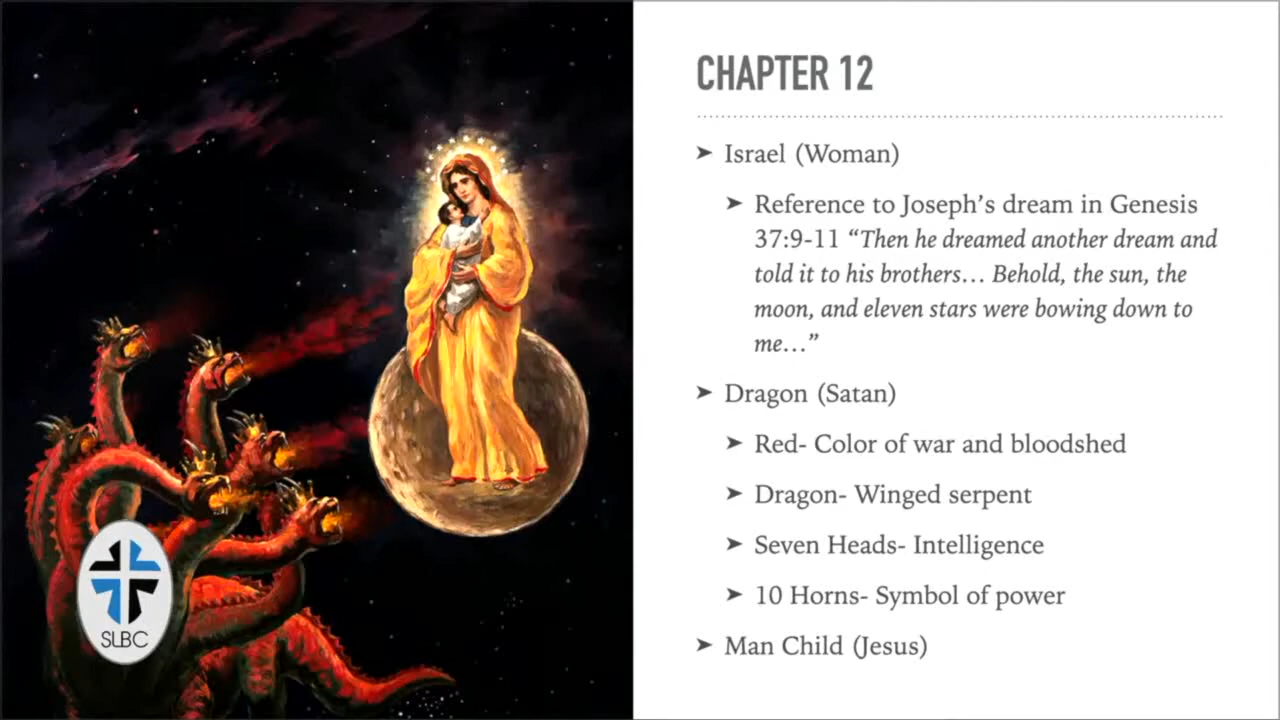 CHAPTER 12
➤ Israel (Woman)
➤ Reference to Joseph’s dream in Genesis
37:9-11 “Then he dreamed another dream and
told it to his brothers… Behold, the sun, the
moon, and eleven stars were bowing down to
me…”
➤ Dragon (Satan)
➤ Red- Color of war and bloodshed
➤ Dragon- Winged serpent
➤ Seven Heads- Intelligence
➤ 10 Horns- Symbol of power
➤ Man Child (Jesus)
SLBC